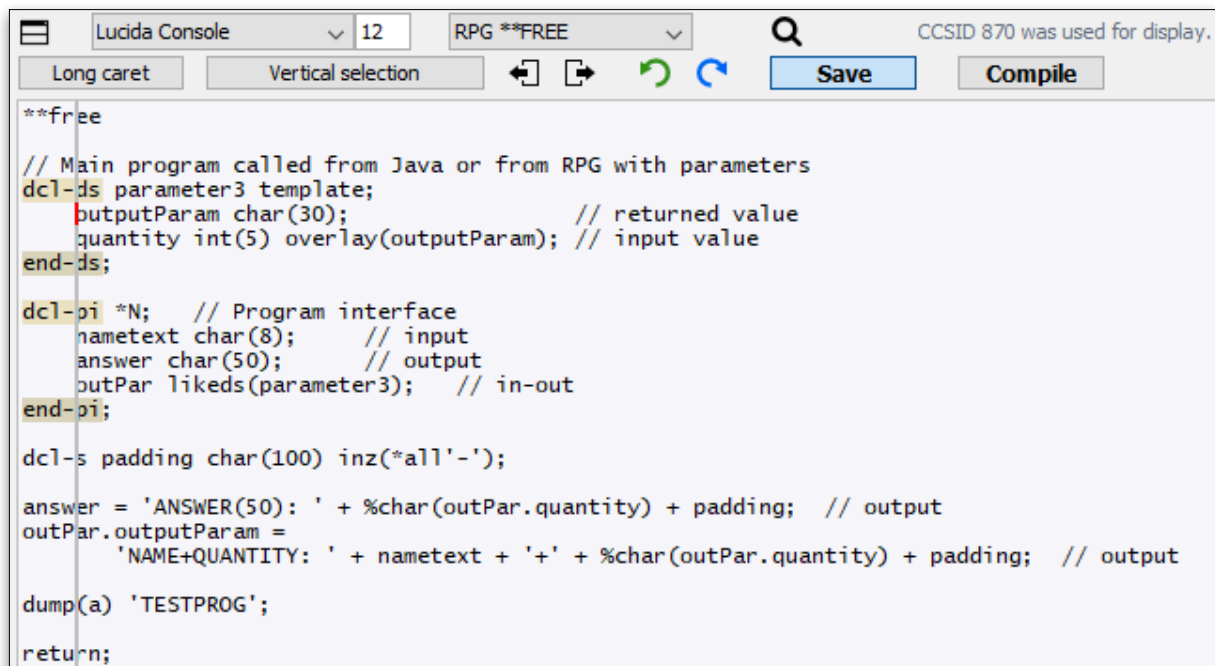 Lucida Console 12 RPG **FREE CCSID 870 was used for display.
Long caret Vertical selection Save Compile
**free

// Main program called from Java or from RPG with parameters
dcl-ds parameter3 template;
    outputParam char(30);                   // returned value
    quantity int(5) overlay(outputParam); // input value
end-ds;

dcl-pi *N;   // Program interface
    nametext char(8);      // input
    answer char(50);       // output
    outPar likeds(parameter3);   // in-out
end-pi;

dcl-s padding char(100) inz(*all'-');

answer = 'ANSWER(50): ' + %char(outPar.quantity) + padding;  // output
outPar.outputParam =
       'NAME+QUANTITY: ' + nametext + '+' + %char(outPar.quantity) + padding;  // output

dump(a) 'TESTPROG';

return;